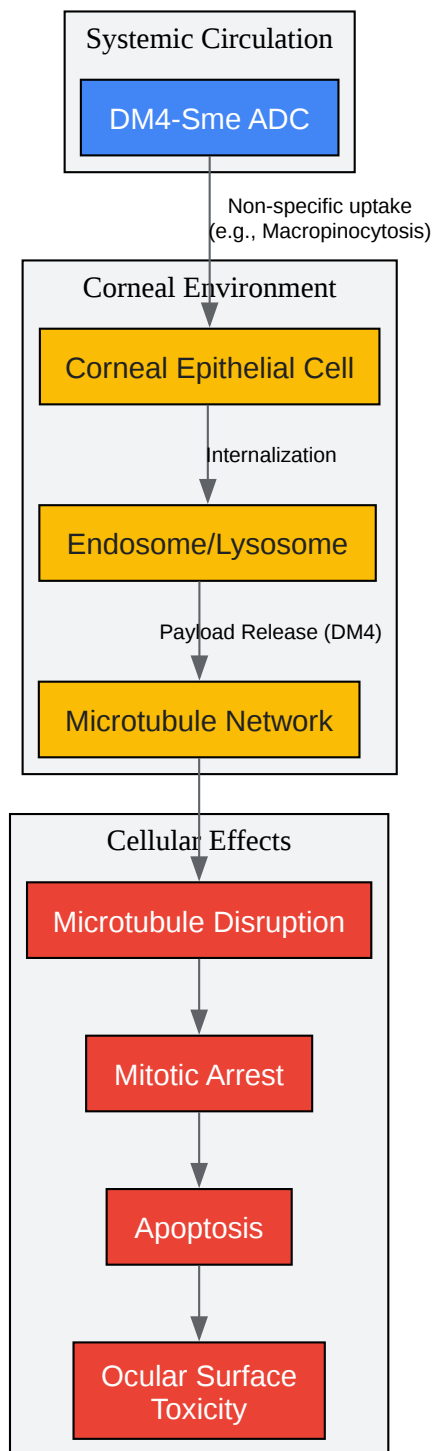 Systemic Circulation
DM4-Sme ADC
Non-specific uptake
(e.g., Macropinocytosis)
Corneal Environment
Corneal Epithelial Cell
Internalization
Endosome/Lysosome
Payload Release (DM4)
Microtubule Network
Cellular Effects
Microtubule Disruption
Mitotic Arrest
Apoptosis
Ocular Surface
Toxicity